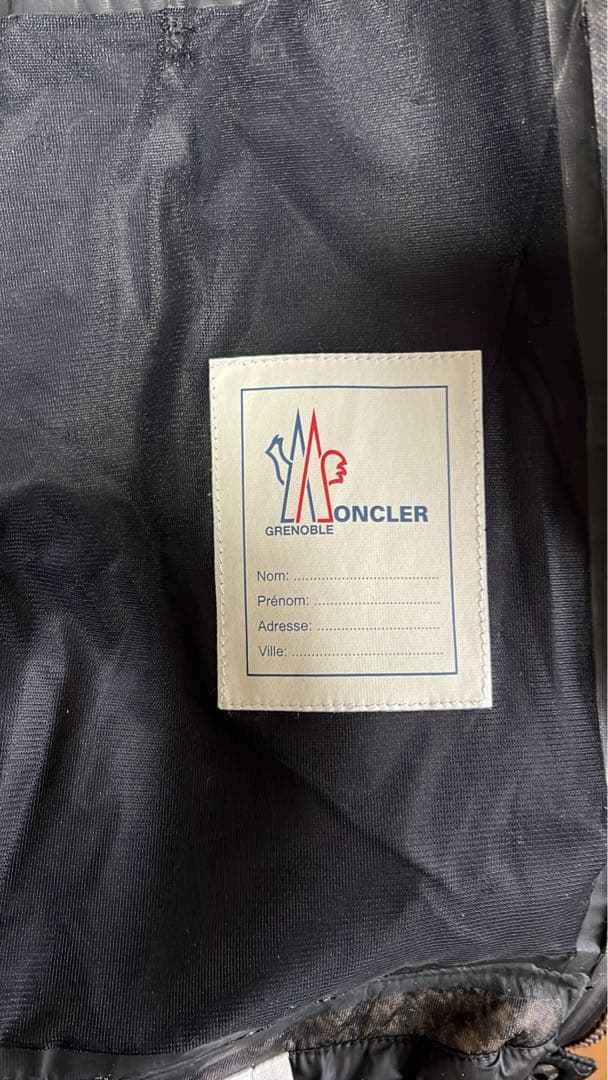 MONCLER
GRENOBLE
Nom: ........................................
Prénom: ...................................
Adresse: ..................................
Ville: ..........................................